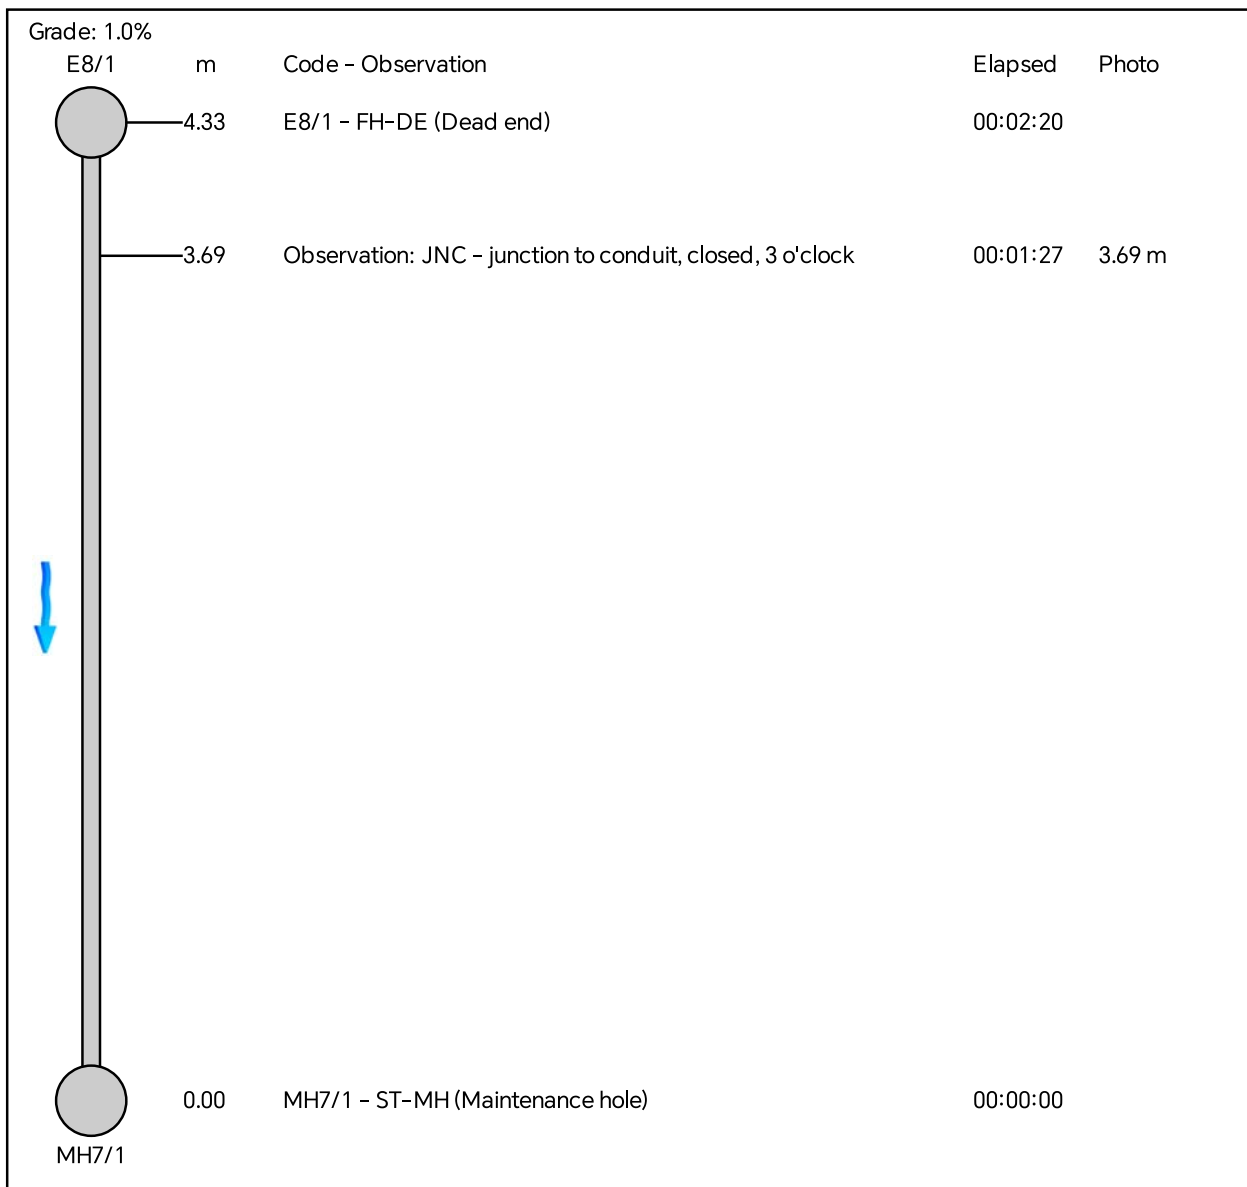 Grade: 1.0%
E8/1 m Code - Observation Elapsed Photo
4.33 E8/1 - FH-DE (Dead end) 00:02:20
3.69 Observation: JNC - junction to conduit, closed, 3 o'clock 00:01:27 3.69 m
0.00 MH7/1 - ST-MH (Maintenance hole) 00:00:00
MH7/1